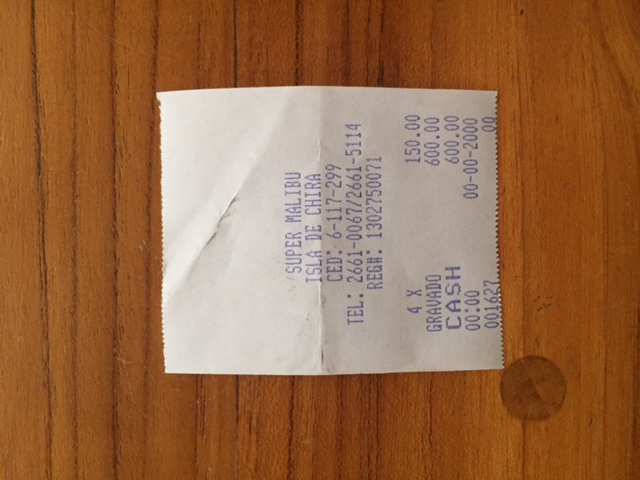 SUPER MALIBU
ISLA DE CHIRA
CED: 6-117-299
TEL: 2661-0067/2661-5114
REG#: 1302750071
4 X 150.00
GRAVADO 600.00
CASH 600.00
00:00 00-00-2000
001627 00